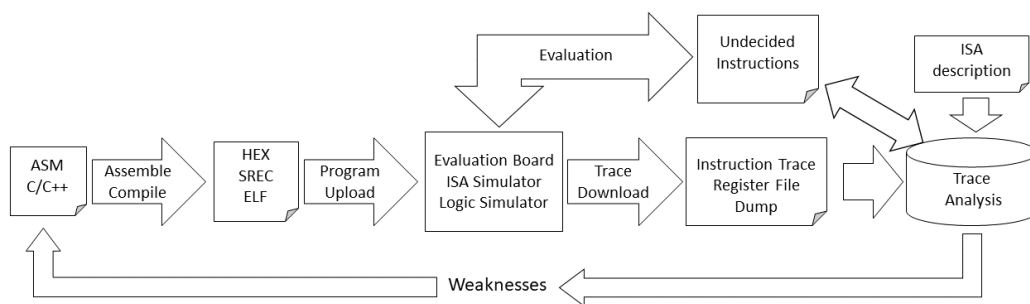 Evaluation
Undecided
Instructions
ISA
description
ASM
C/C++
Assemble
Compile
HEX
SREC
ELF
Program
Upload
Evaluation Board
ISA Simulator
Logic Simulator
Trace
Download
Instruction Trace
Register File
Dump
Trace
Analysis
Weaknesses